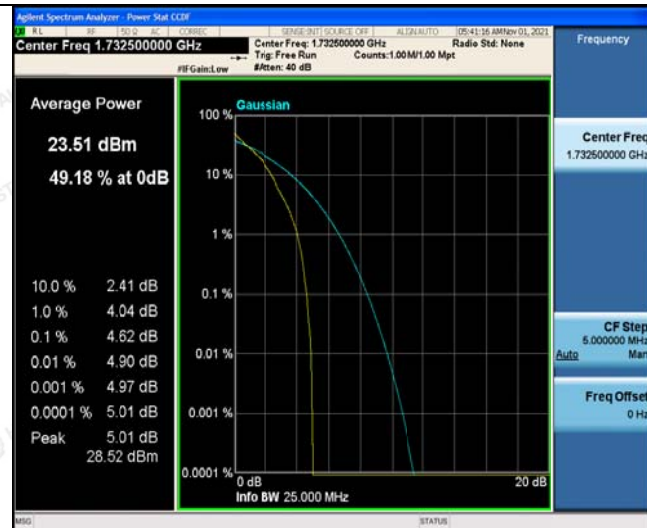 Agilent Spectrum Analyzer - Power Stat CCDF
RL RF 50 Ω AC CORREC SENSE:INT SOURCE OFF ALIGN AUTO 05:41:16 AM Nov 01, 2021
Center Freq 1.732500000 GHz
Center Freq: 1.732500000 GHz Radio Std: None
Trig: Free Run Counts:1.00 M/1.00 Mpt
#IFGain:Low #Atten: 40 dB
Frequency
Average Power
23.51 dBm
49.18 % at 0dB
10.0 % 2.41 dB
1.0 % 4.04 dB
0.1 % 4.62 dB
0.01 % 4.90 dB
0.001 % 4.97 dB
0.0001 % 5.01 dB
Peak 5.01 dB
28.52 dBm
Gaussian
100 %
10 %
1 %
0.1 %
0.01 %
0.001 %
0.0001 %
0 dB 20 dB
Info BW 25.000 MHz
Center Freq
1.732500000 GHz
CF Step
5.000000 MHz
Auto Man
Freq Offset
0 Hz
MSG STATUS